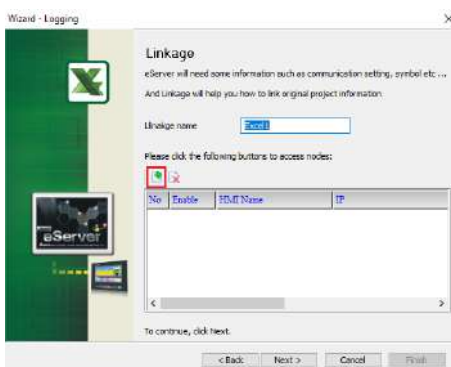 Wizard - Logging
Linkage
eServer will need some information such as communication setting, symbol etc ...
And Linkage will help you how to link original project information
Llinakge name
Excel1
Please click the following buttons to access nodes:
No Enable HMI Name IP
eServer
To continue, click Next.
< Back Next > Cancel Finish